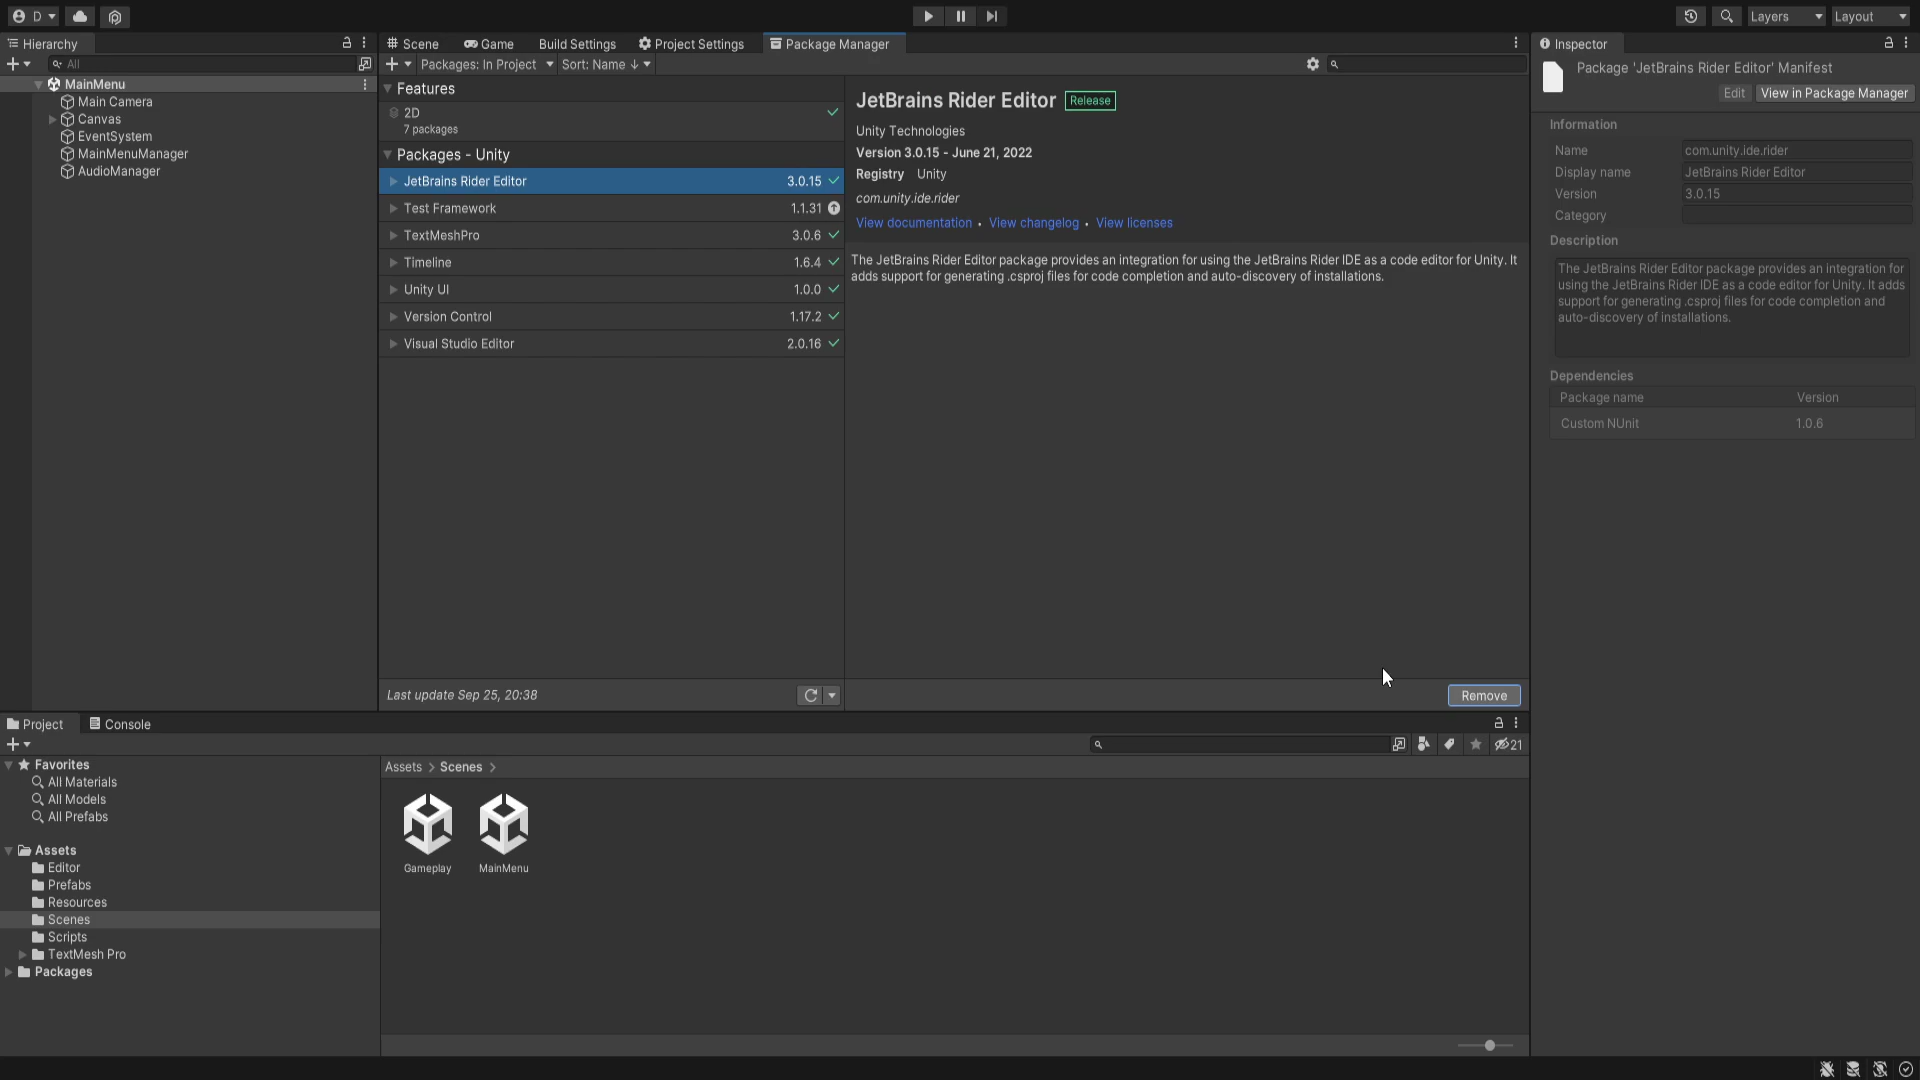 D
Layers
Layout
Hierarchy
All
MainMenu
Main Camera
Canvas
EventSystem
MainMenuManager
AudioManager
Scene
Game
Build Settings
Project Settings
Package Manager
Packages: In Project
Sort: Name ↓
Features
2D
7 packages
Packages - Unity
JetBrains Rider Editor 3.0.15
Test Framework 1.1.31
TextMeshPro 3.0.6
Timeline 1.6.4
Unity UI 1.0.0
Version Control 1.17.2
Visual Studio Editor 2.0.16
Last update Sep 25, 20:38
JetBrains Rider Editor Release
Unity Technologies
Version 3.0.15 - June 21, 2022
Registry Unity
com.unity.ide.rider
View documentation • View changelog • View licenses
The JetBrains Rider Editor package provides an integration for using the JetBrains Rider IDE as a code editor for Unity. It
adds support for generating .csproj files for code completion and auto-discovery of installations.
Remove
Inspector
Package 'JetBrains Rider Editor' Manifest
Edit
View in Package Manager
Information
Name com.unity.ide.rider
Display name JetBrains Rider Editor
Version 3.0.15
Category
Description
The JetBrains Rider Editor package provides an integration for
using the JetBrains Rider IDE as a code editor for Unity. It adds
support for generating .csproj files for code completion and
auto-discovery of installations.
Dependencies
Package name Version
Custom NUnit 1.0.6
Project
Console
21
Favorites
All Materials
All Models
All Prefabs
Assets
Editor
Prefabs
Resources
Scenes
Scripts
TextMesh Pro
Packages
Assets > Scenes >
Gameplay
MainMenu